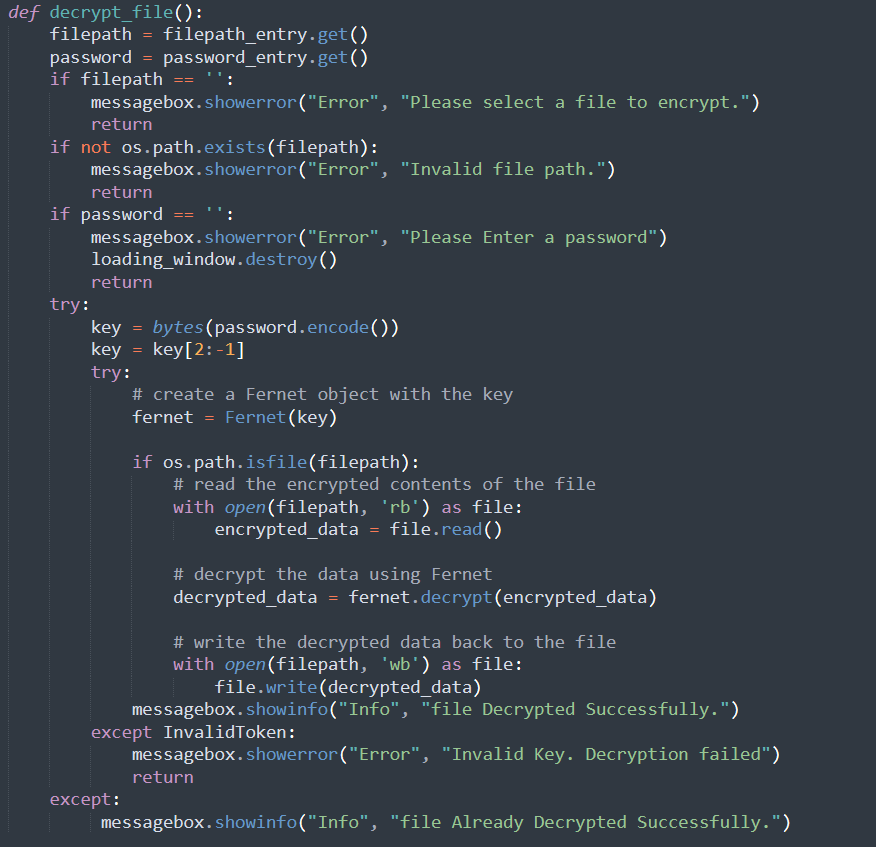 def decrypt_file():
    filepath = filepath_entry.get()
    password = password_entry.get()
    if filepath == '':
        messagebox.showerror("Error", "Please select a file to encrypt.")
        return
    if not os.path.exists(filepath):
        messagebox.showerror("Error", "Invalid file path.")
        return
    if password == '':
        messagebox.showerror("Error", "Please Enter a password")
        loading_window.destroy()
        return
    try:
        key = bytes(password.encode())
        key = key[2:-1]
        try:
            # create a Fernet object with the key
            fernet = Fernet(key)

            if os.path.isfile(filepath):
                # read the encrypted contents of the file
                with open(filepath, 'rb') as file:
                    encrypted_data = file.read()

                # decrypt the data using Fernet
                decrypted_data = fernet.decrypt(encrypted_data)

                # write the decrypted data back to the file
                with open(filepath, 'wb') as file:
                    file.write(decrypted_data)
            messagebox.showinfo("Info", "file Decrypted Successfully.")
        except InvalidToken:
            messagebox.showerror("Error", "Invalid Key. Decryption failed")
            return
    except:
         messagebox.showinfo("Info", "file Already Decrypted Successfully.")